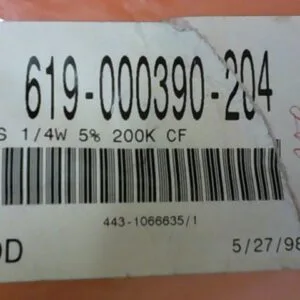 619-000390-204
S 1/4W 5% 200K CF
443-1066635/1
OD
5/27/98